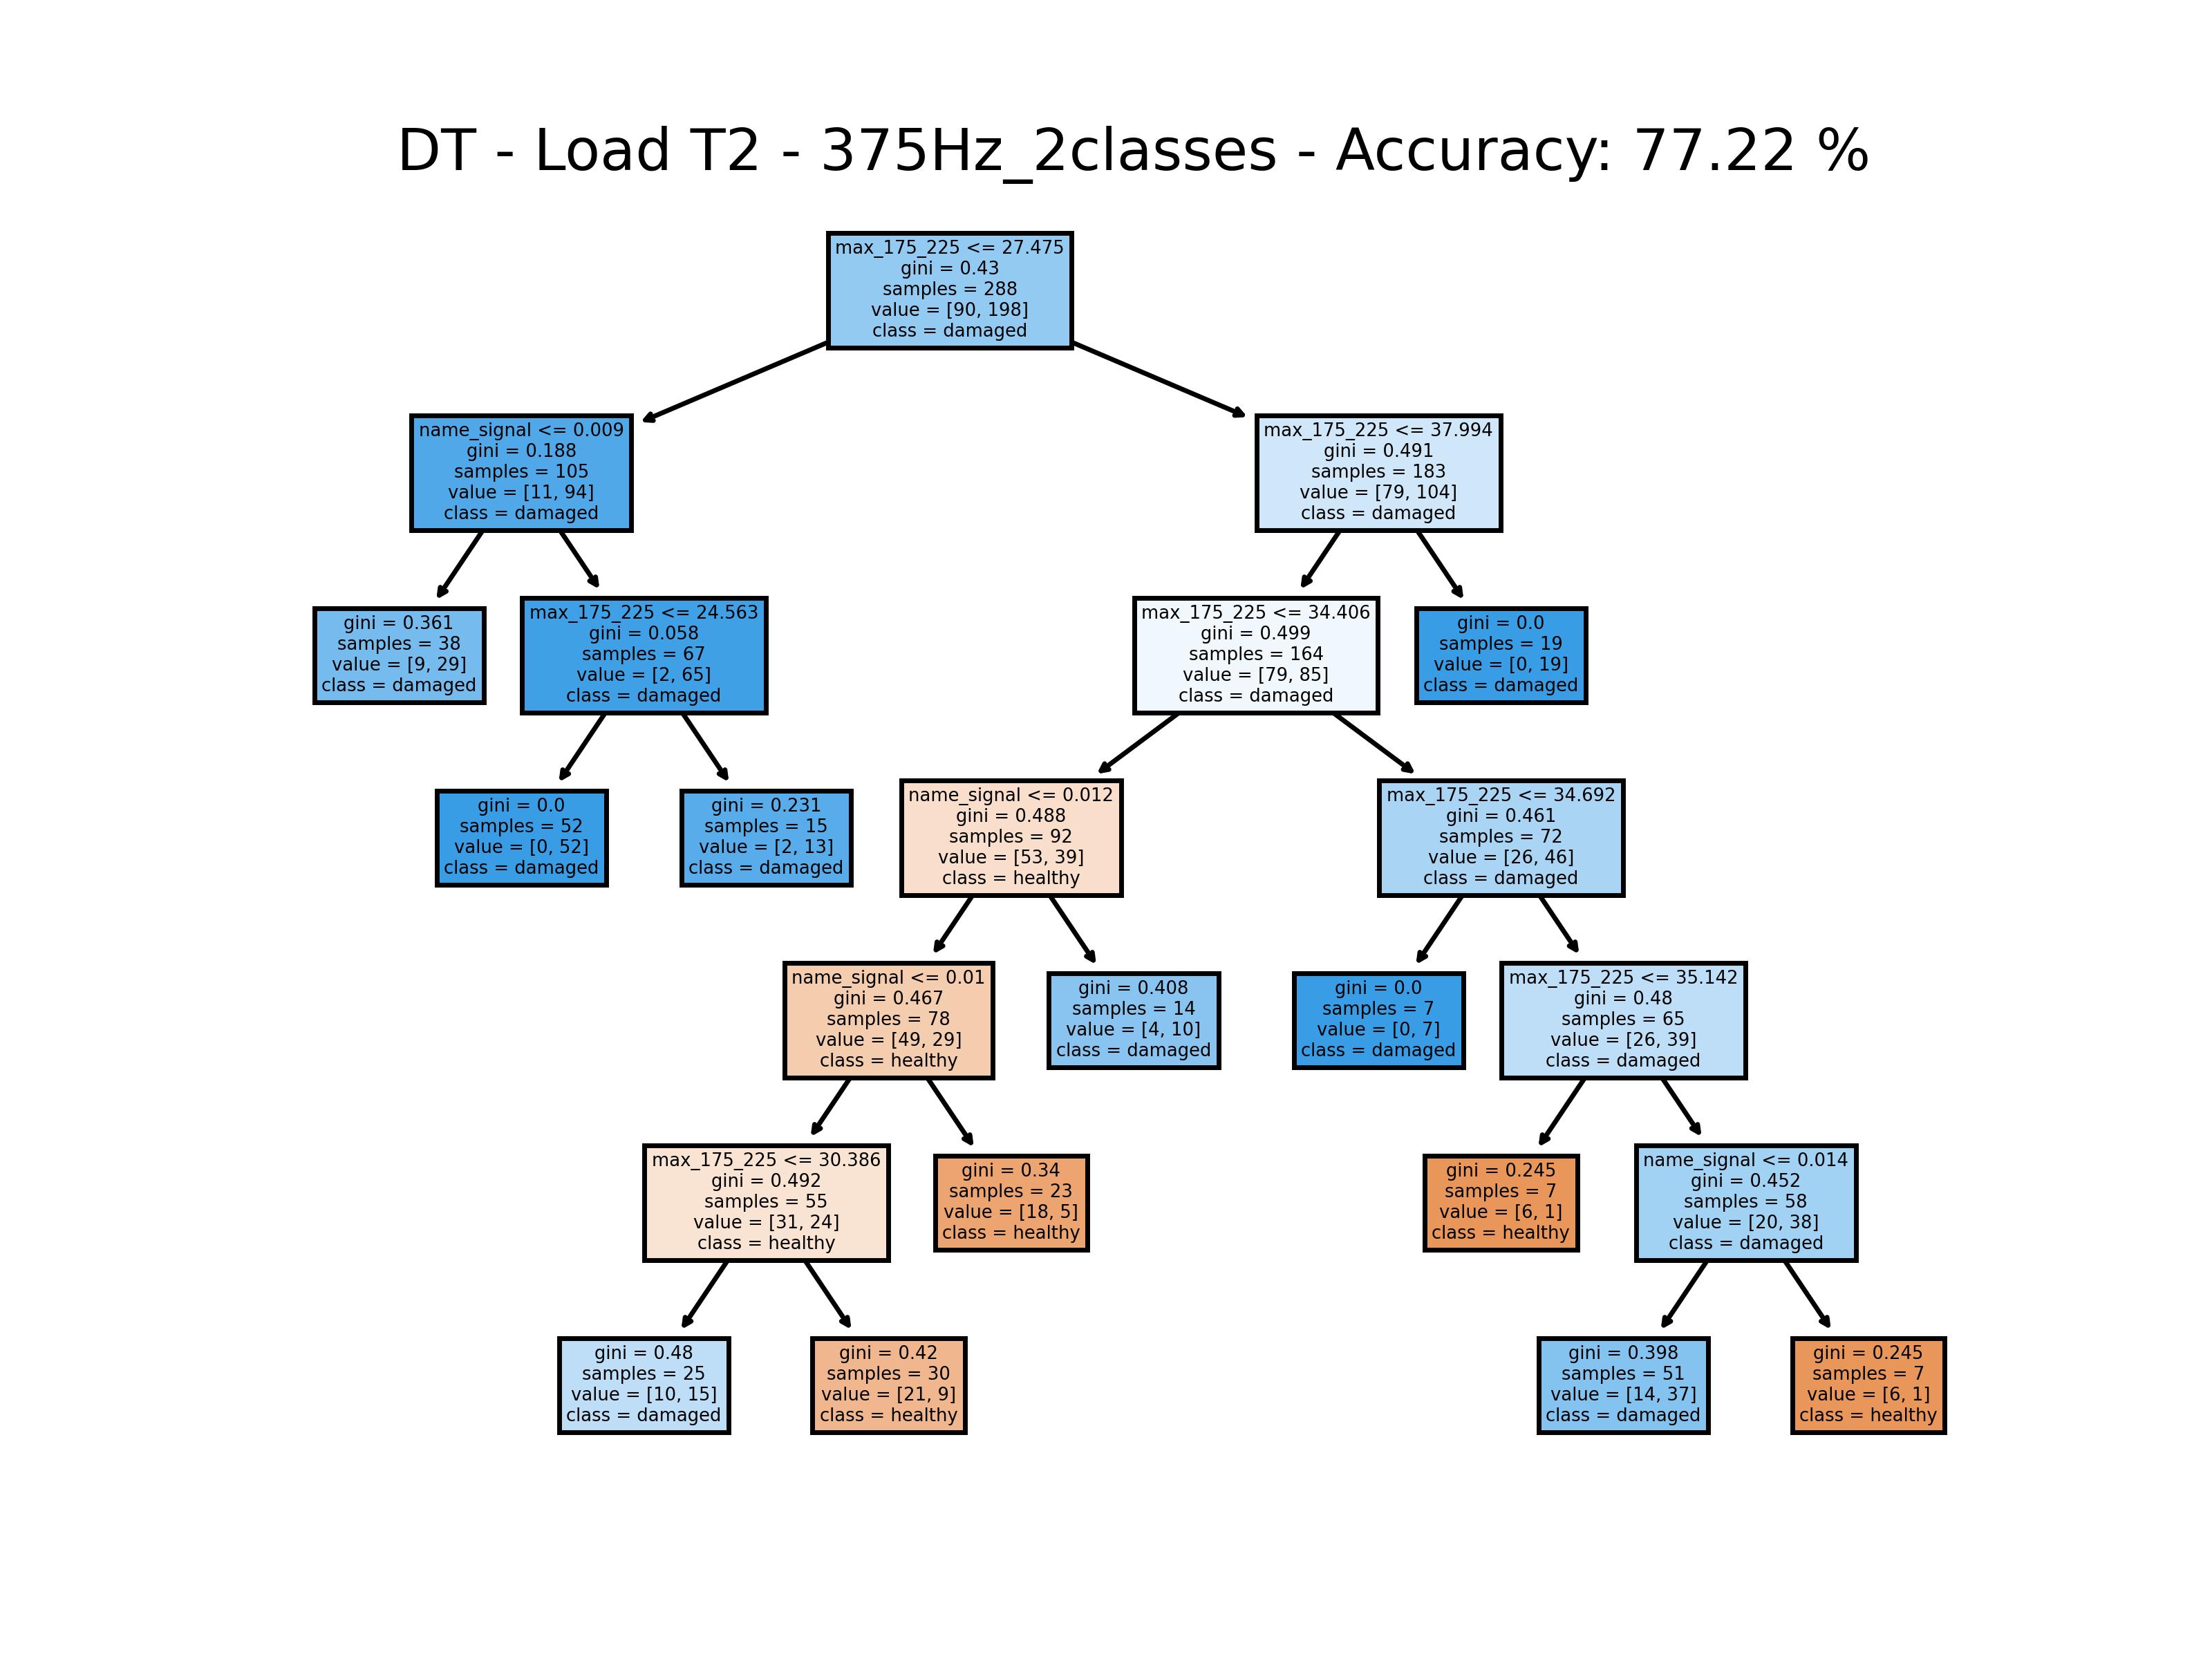 DT - Load T2 - 375Hz_2classes - Accuracy: 77.22 %
max_175_225 <= 27.475
gini = 0.43
samples = 288
value = [90, 198]
class = damaged
name_signal <= 0.009
gini = 0.188
samples = 105
value = [11, 94]
class = damaged
max_175_225 <= 37.994
gini = 0.491
samples = 183
value = [79, 104]
class = damaged
gini = 0.361
samples = 38
value = [9, 29]
class = damaged
max_175_225 <= 24.563
gini = 0.058
samples = 67
value = [2, 65]
class = damaged
max_175_225 <= 34.406
gini = 0.499
samples = 164
value = [79, 85]
class = damaged
gini = 0.0
samples = 19
value = [0, 19]
class = damaged
gini = 0.0
samples = 52
value = [0, 52]
class = damaged
gini = 0.231
samples = 15
value = [2, 13]
class = damaged
name_signal <= 0.012
gini = 0.488
samples = 92
value = [53, 39]
class = healthy
max_175_225 <= 34.692
gini = 0.461
samples = 72
value = [26, 46]
class = damaged
name_signal <= 0.01
gini = 0.467
samples = 78
value = [49, 29]
class = healthy
gini = 0.408
samples = 14
value = [4, 10]
class = damaged
gini = 0.0
samples = 7
value = [0, 7]
class = damaged
max_175_225 <= 35.142
gini = 0.48
samples = 65
value = [26, 39]
class = damaged
max_175_225 <= 30.386
gini = 0.492
samples = 55
value = [31, 24]
class = healthy
gini = 0.34
samples = 23
value = [18, 5]
class = healthy
gini = 0.245
samples = 7
value = [6, 1]
class = healthy
name_signal <= 0.014
gini = 0.452
samples = 58
value = [20, 38]
class = damaged
gini = 0.48
samples = 25
value = [10, 15]
class = damaged
gini = 0.42
samples = 30
value = [21, 9]
class = healthy
gini = 0.398
samples = 51
value = [14, 37]
class = damaged
gini = 0.245
samples = 7
value = [6, 1]
class = healthy